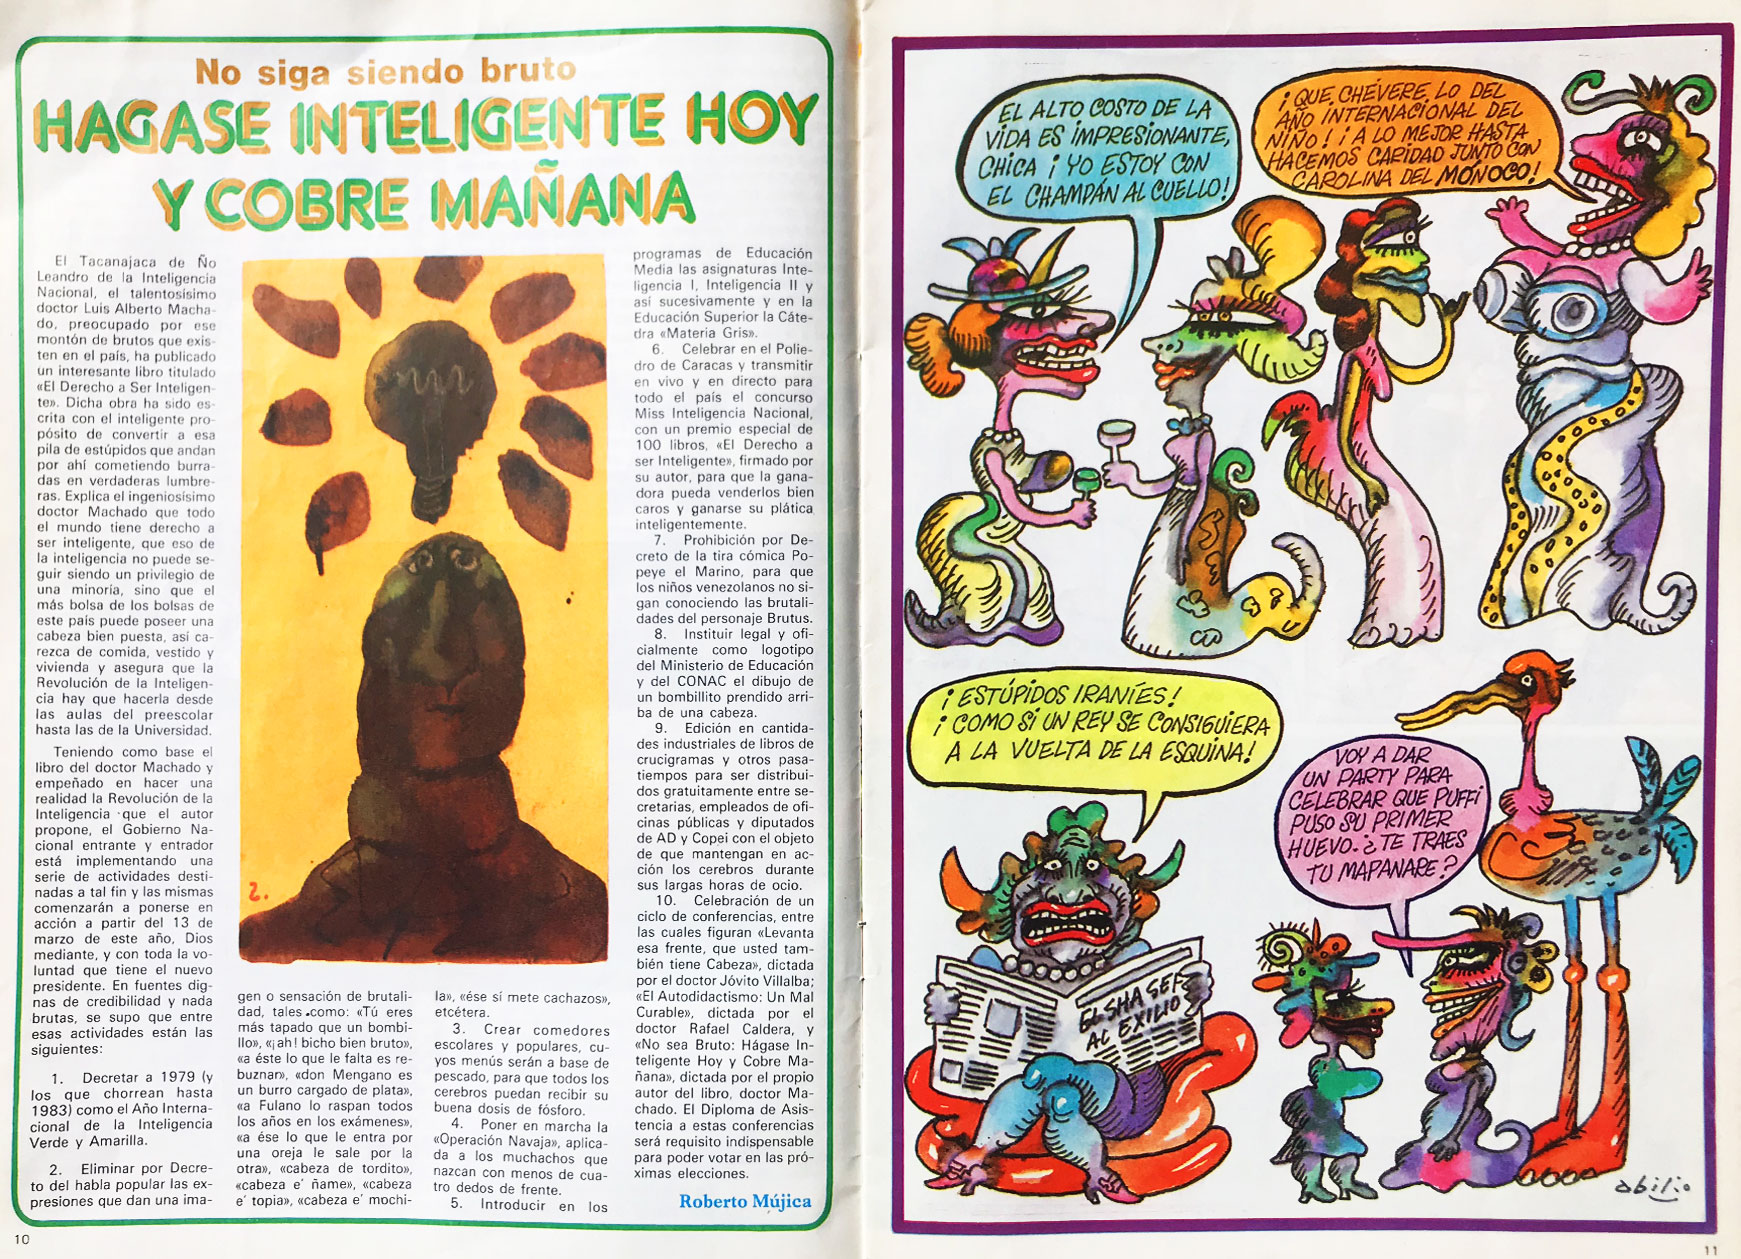 No siga siendo bruto
HAGASE INTELIGENTE HOY
Y COBRE MAÑANA
El Tacanajaca de Ño
Leandro de la Inteligencia
Nacional, el talentosísimo
doctor Luis Alberto Macha-
do, preocupado por ese
montón de brutos que exis-
ten en el país, ha publicado
un interesante libro titulado
«El Derecho a Ser Inteligen-
te». Dicha obra ha sido es-
crita con el inteligente pro-
pósito de convertir a esa
pila de estúpidos que andan
por ahí cometiendo burra-
das en verdaderas lumbre-
ras. Explica el ingeniosísimo
doctor Machado que todo
el mundo tiene derecho a
ser inteligente, que eso de
la inteligencia no puede se-
guir siendo un privilegio de
una minoría, sino que el
más bolsa de los bolsas de
este país puede poseer una
cabeza bien puesta, así ca-
rezca de comida, vestido y
vivienda y asegura que la
Revolución de la Inteligen-
cia hay que hacerla desde
las aulas del preescolar
hasta las de la Universidad.
Teniendo como base el
libro del doctor Machado y
empeñado en hacer una
realidad la Revolución de la
Inteligencia que el autor
propone, el Gobierno Na-
cional entrante y entrador
está implementando una
serie de actividades desti-
nadas a tal fin y las mismas
comenzarán a ponerse en
acción a partir del 13 de
marzo de este año, Dios
mediante, y con toda la vo-
luntad que tiene el nuevo
presidente. En fuentes dig-
nas de credibilidad y nada
brutas, se supo que entre
esas actividades están las
siguientes:
1. Decretar a 1979 (y
los que chorrean hasta
1983) como el Año Interna-
cional de la Inteligencia
Verde y Amarilla.
2. Eliminar por Decre-
to del habla popular las ex-
presiones que dan una ima-
2.
gen o sensación de brutali-
dad, tales como: «Tú eres
más tapado que un bombi-
llo», «¡ah! bicho bien bruto»,
«a éste lo que le falta es re-
buznar», «don Mengano es
un burro cargado de plata»,
«a Fulano lo raspan todos
los años en los exámenes»,
«a ése lo que le entra por
una oreja le sale por la
otra», «cabeza de tordito»,
«cabeza e' ñame», «cabeza
e' topia», «cabeza e' mochi-
la», «ése sí mete cachazos»,
etcétera.
3. Crear comedores
escolares y populares, cu-
yos menús serán a base de
pescado, para que todos los
cerebros puedan recibir su
buena dosis de fósforo.
4. Poner en marcha la
«Operación Navaja», aplica-
da a los muchachos que
nazcan con menos de cua-
tro dedos de frente.
5. Introducir en los
programas de Educación
Media las asignaturas Inte-
ligencia I, Inteligencia II y
así sucesivamente y en la
Educación Superior la Cáte-
dra «Materia Gris».
6. Celebrar en el Polie-
dro de Caracas y transmitir
en vivo y en directo para
todo el país el concurso
Miss Inteligencia Nacional,
con un premio especial de
100 libros, «El Derecho a
ser Inteligente», firmado por
su autor, para que la gana-
dora pueda venderlos bien
caros y ganarse su plática
inteligentemente.
7. Prohibición por De-
creto de la tira cómica Po-
peye el Marino, para que
los niños venezolanos no si-
gan conociendo las brutali-
dades del personaje Brutus.
8. Instituir legal y ofi-
cialmente como logotipo
del Ministerio de Educación
y del CONAC el dibujo de
un bombillito prendido arri-
ba de una cabeza.
9. Edición en cantida-
des industriales de libros de
crucigramas y otros pasa-
tiempos para ser distribui-
dos gratuitamente entre se-
cretarias, empleados de ofi-
cinas públicas y diputados
de AD y Copei con el objeto
de que mantengan en ac-
ción los cerebros durante
sus largas horas de ocio.
10. Celebración de un
ciclo de conferencias, entre
las cuales figuran «Levanta
esa frente, que usted tam-
bién tiene Cabeza», dictada
por el doctor Jóvito Villalba;
«El Autodidactismo: Un Mal
Curable», dictada por el
doctor Rafael Caldera, y
«No sea Bruto: Hágase In-
teligente Hoy y Cobre Ma-
ñana», dictada por el propio
autor del libro, doctor Ma-
chado. El Diploma de Asis-
tencia a estas conferencias
será requisito indispensable
para poder votar en las pró-
ximas elecciones.
Roberto Mújica
10
EL ALTO COSTO DE LA
VIDA ES IMPRESIONANTE,
CHICA ¡YO ESTOY CON
EL CHAMPÁN AL CUELLO!
¡QUE CHÉVERE LO DEL
AÑO INTERNACIONAL DEL
NIÑO! ¡A LO MEJOR HASTA
HACEMOS CARIDAD JUNTO CON
CAROLINA DEL MÓNOCO!
¡ESTÚPIDOS IRANÍES!
¡COMO SI UN REY SE CONSIGUIERA
A LA VUELTA DE LA ESQUINA!
VOY A DAR
UN PARTY PARA
CELEBRAR QUE PUFFI
PUSO SU PRIMER
HUEVO. ¿TE TRAES
TU MAPANARE?
EL SHA SE F
AL EXILIO
abilio
11